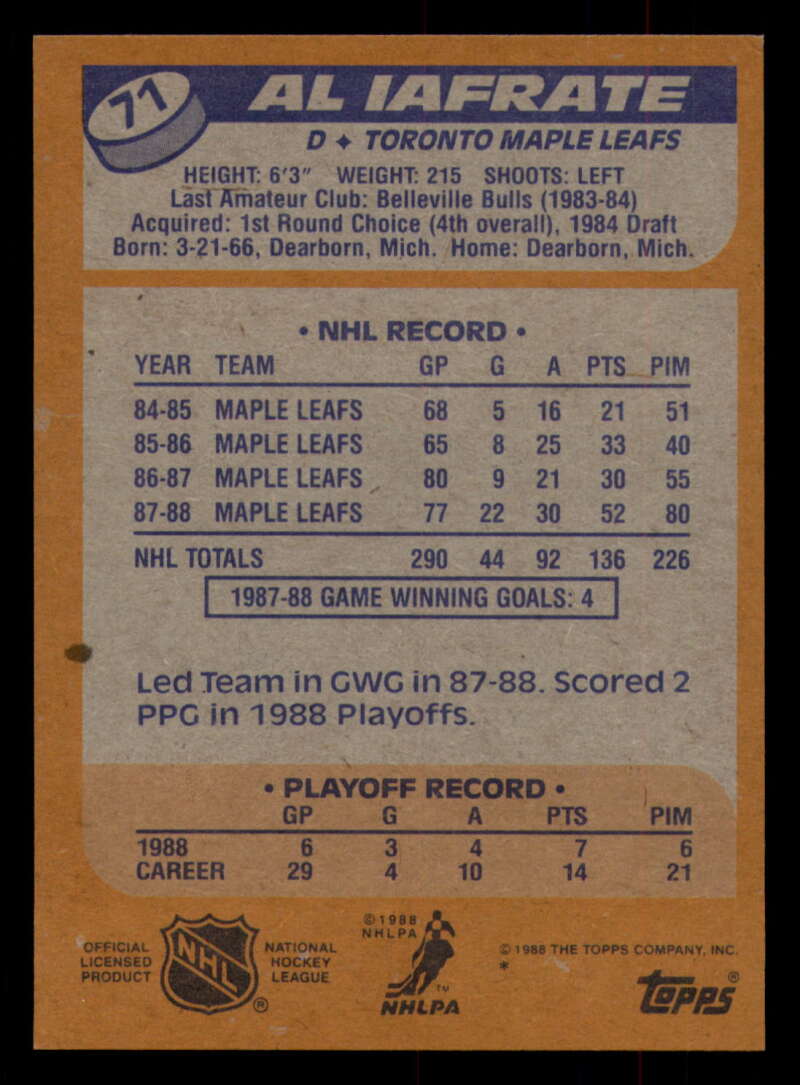 71
AL IAFRATE
D ✦ TORONTO MAPLE LEAFS
HEIGHT: 6'3" WEIGHT: 215 SHOOTS: LEFT
Last Amateur Club: Belleville Bulls (1983-84)
Acquired: 1st Round Choice (4th overall), 1984 Draft
Born: 3-21-66, Dearborn, Mich. Home: Dearborn, Mich.
• NHL RECORD •
YEAR TEAM GP G A PTS PIM
84-85 MAPLE LEAFS 68 5 16 21 51
85-86 MAPLE LEAFS 65 8 25 33 40
86-87 MAPLE LEAFS 80 9 21 30 55
87-88 MAPLE LEAFS 77 22 30 52 80
NHL TOTALS 290 44 92 136 226
1987-88 GAME WINNING GOALS: 4
Led Team in GWG in 87-88. Scored 2
PPG in 1988 Playoffs.
• PLAYOFF RECORD •
GP G A PTS PIM
1988 6 3 4 7 6
CAREER 29 4 10 14 21
OFFICIAL
LICENSED
PRODUCT
NHL ®
NATIONAL
HOCKEY
LEAGUE
©1988
NHLPA
TM
NHLPA
© 1988 THE TOPPS COMPANY, INC.
*
topps ®